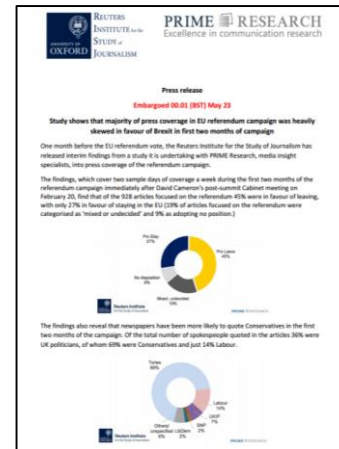 UNIVERSITY OF
OXFORD
REUTERS
INSTITUTE for the
STUDY of
JOURNALISM
PRIME RESEARCH
Excellence in communication research
Press release
Embargoed 00.01 (BST) May 23
Study shows that majority of press coverage in EU referendum campaign was heavily
skewed in favour of Brexit in first two months of campaign
One month before the EU referendum vote, the Reuters Institute for the Study of Journalism has
released interim findings from a study it is undertaking with PRIME Research, media insight
specialists, into press coverage of the referendum campaign.
The findings, which cover two sample days of coverage a week during the first two months of the
referendum campaign immediately after David Cameron's post-summit Cabinet meeting on
February 20, find that of the 928 articles focused on the referendum 45% were in favour of leaving,
with only 27% in favour of staying in the EU (19% of articles focused on the referendum were
categorised as 'mixed or undecided' and 9% as adopting no position.)
Pro Stay
27%
Pro Leave
45%
No disposition
9%
Mixed, undecided
19%
Reuters Institute
PRIME RESEARCH
The findings also reveal that newspapers have been more likely to quote Conservatives in the first
two months of the campaign. Of the total number of spokespeople quoted in the articles 36% were
UK politicians, of whom 69% were Conservatives and just 14% Labour.
Tories
69%
Labour
14%
UKIP
7%
SNP
2%
LibDem
2%
Others/
unspecified
Reuters Institute
PRIME RESEARCH